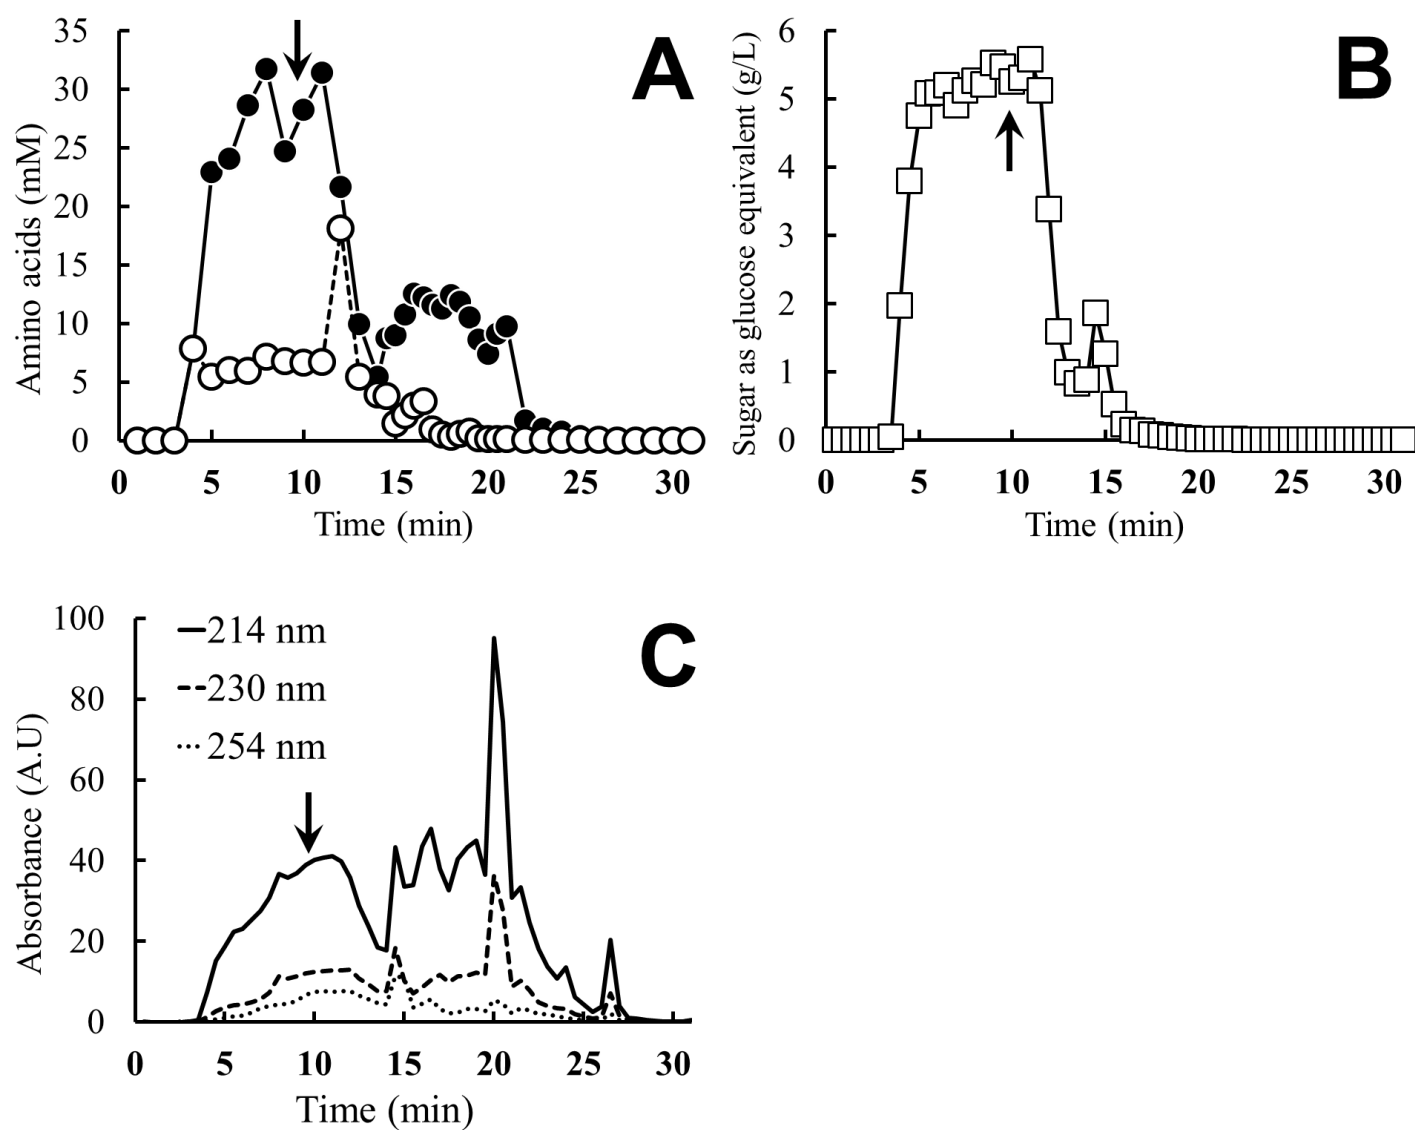 A
Amino acids (mM)
35
30
25
20
15
10
5
0
0 5 10 15 20 25 30
Time (min)
B
Sugar as glucose equivalent (g/L)
6
5
4
3
2
1
0
0 5 10 15 20 25 30
Time (min)
C
Absorbance (A.U)
100
80
60
40
20
0
214 nm
230 nm
254 nm
0 5 10 15 20 25 30
Time (min)